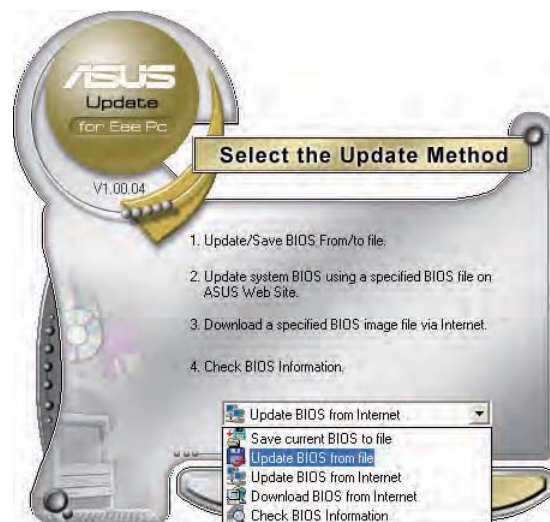 ASUS
Update
for Eee Pc
V1.00.04
Select the Update Method
1. Update/Save BIOS From/to file.
2. Update system BIOS using a specified BIOS file on
ASUS Web Site.
3. Download a specified BIOS image file via Internet.
4. Check BIOS Information.
Update BIOS from Internet
Save current BIOS to file
Update BIOS from file
Update BIOS from Internet
Download BIOS from Internet
Check BIOS Information